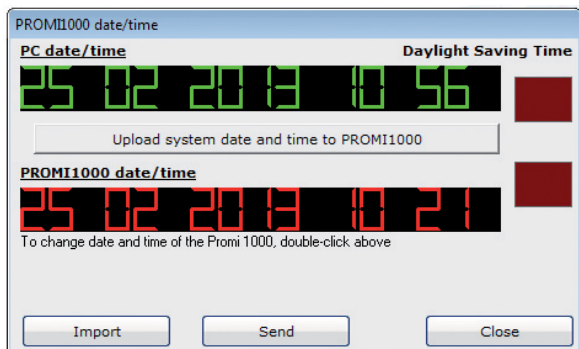 PROMI1000 date/time
PC date/time Daylight Saving Time
25 02 2013 10 56
Upload system date and time to PROMI1000
PROMI1000 date/time
25 02 2013 10 21
To change date and time of the Promi 1000, double-click above
Import Send Close